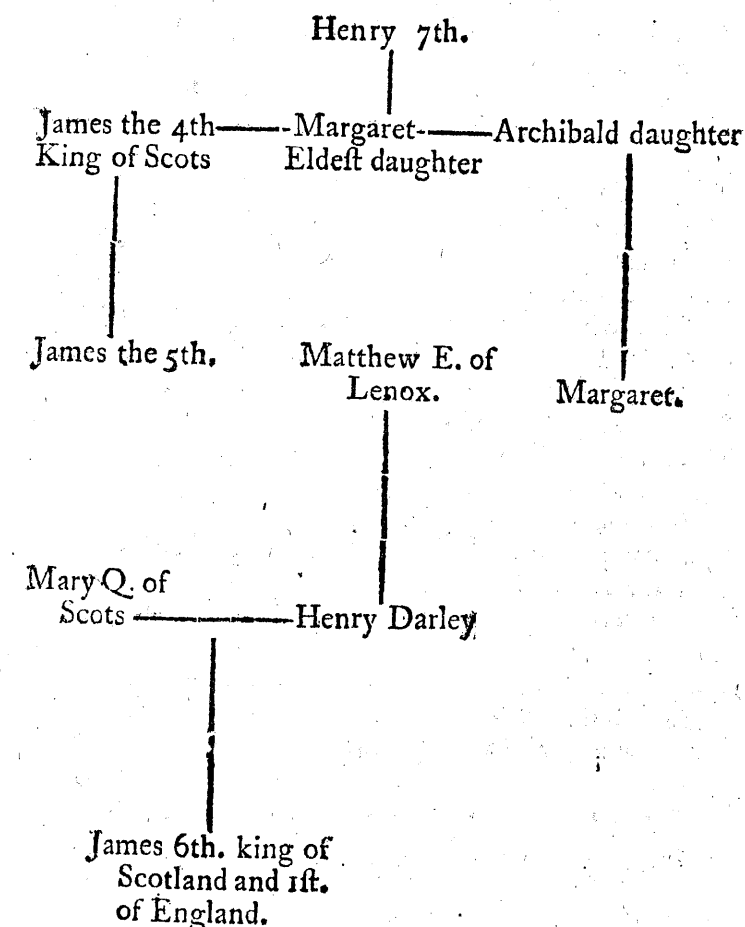 Henry 7th.
James the 4th Margaret Archibald daughter
King of Scots Eldeſt daughter
James the 5th. Matthew E. of
Lenox. Margaret.
Mary Q. of
Scots Henry Darley
James 6th. king of
Scotland and 1ſt.
of England.